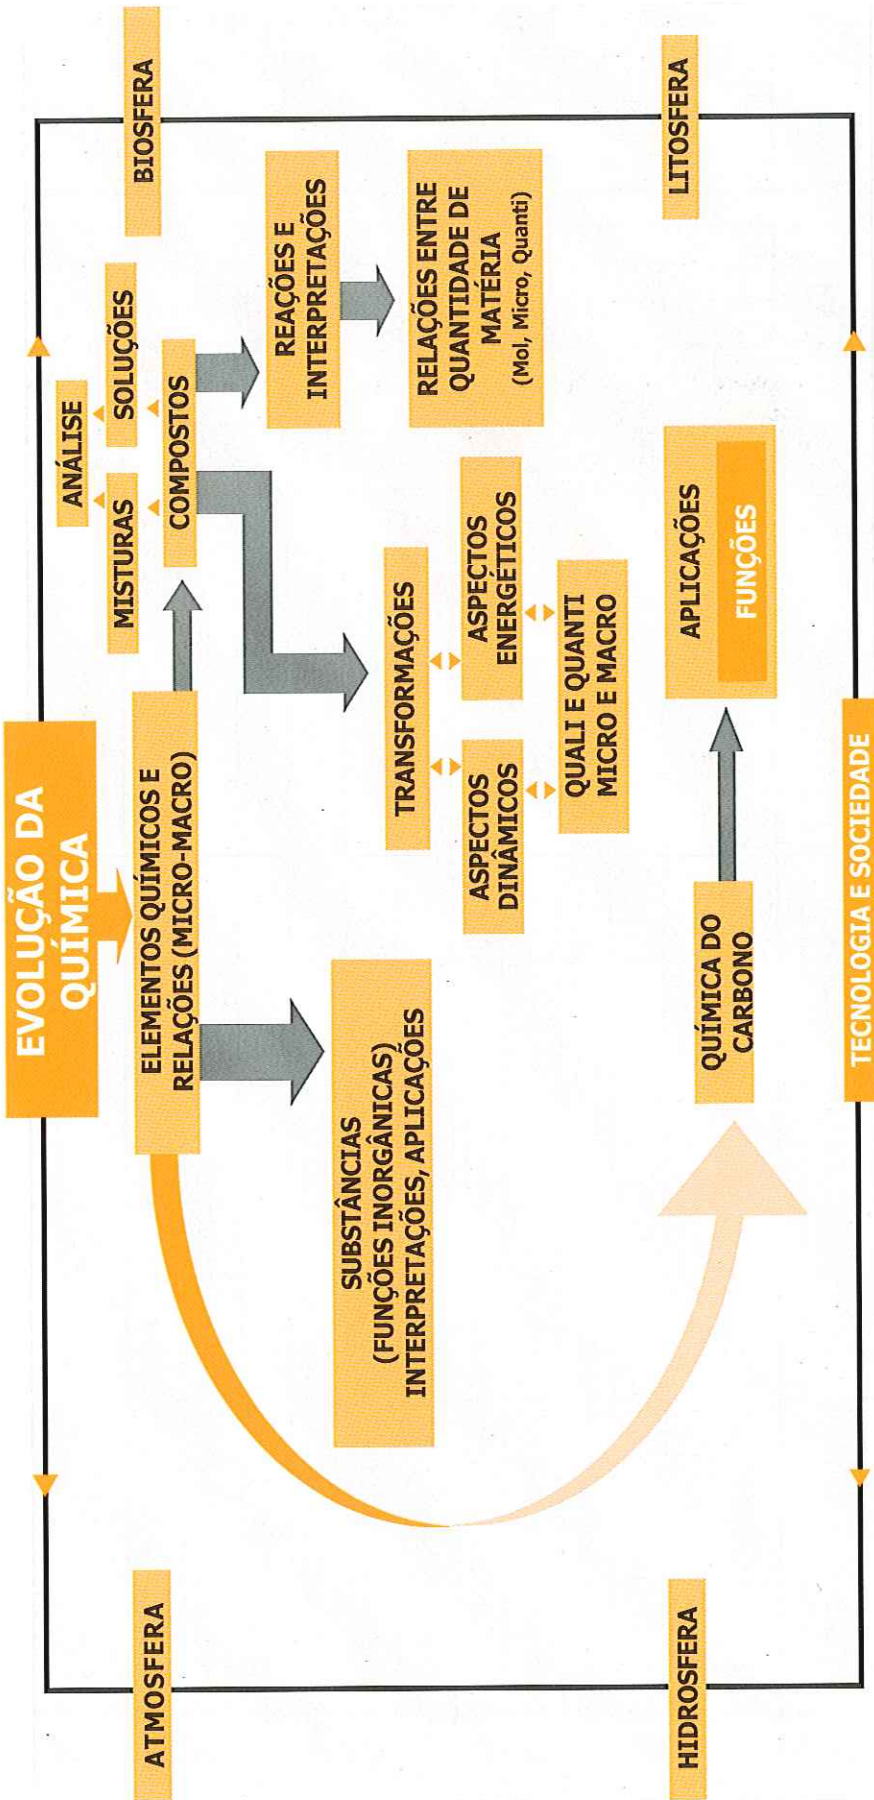 EVOLUÇÃO DA
QUÍMICA
ATMOSFERA
BIOSFERA
ANÁLISE
MISTURAS
SOLUÇÕES
COMPOSTOS
ELEMENTOS QUÍMICOS E
RELAÇÕES (MICRO-MACRO)
SUBSTÂNCIAS
(FUNÇÕES INORGÂNICAS)
INTERPRETAÇÕES, APLICAÇÕES
REAÇÕES E
INTERPRETAÇÕES
RELAÇÕES ENTRE
QUANTIDADE DE
MATÉRIA
(Mol, Micro, Quanti)
TRANSFORMAÇÕES
ASPECTOS
DINÂMICOS
ASPECTOS
ENERGÉTICOS
QUALI E QUANTI
MICRO E MACRO
QUÍMICA DO
CARBONO
APLICAÇÕES
FUNÇÕES
HIDROSFERA
LITOSFERA
TECNOLOGIA E SOCIEDADE